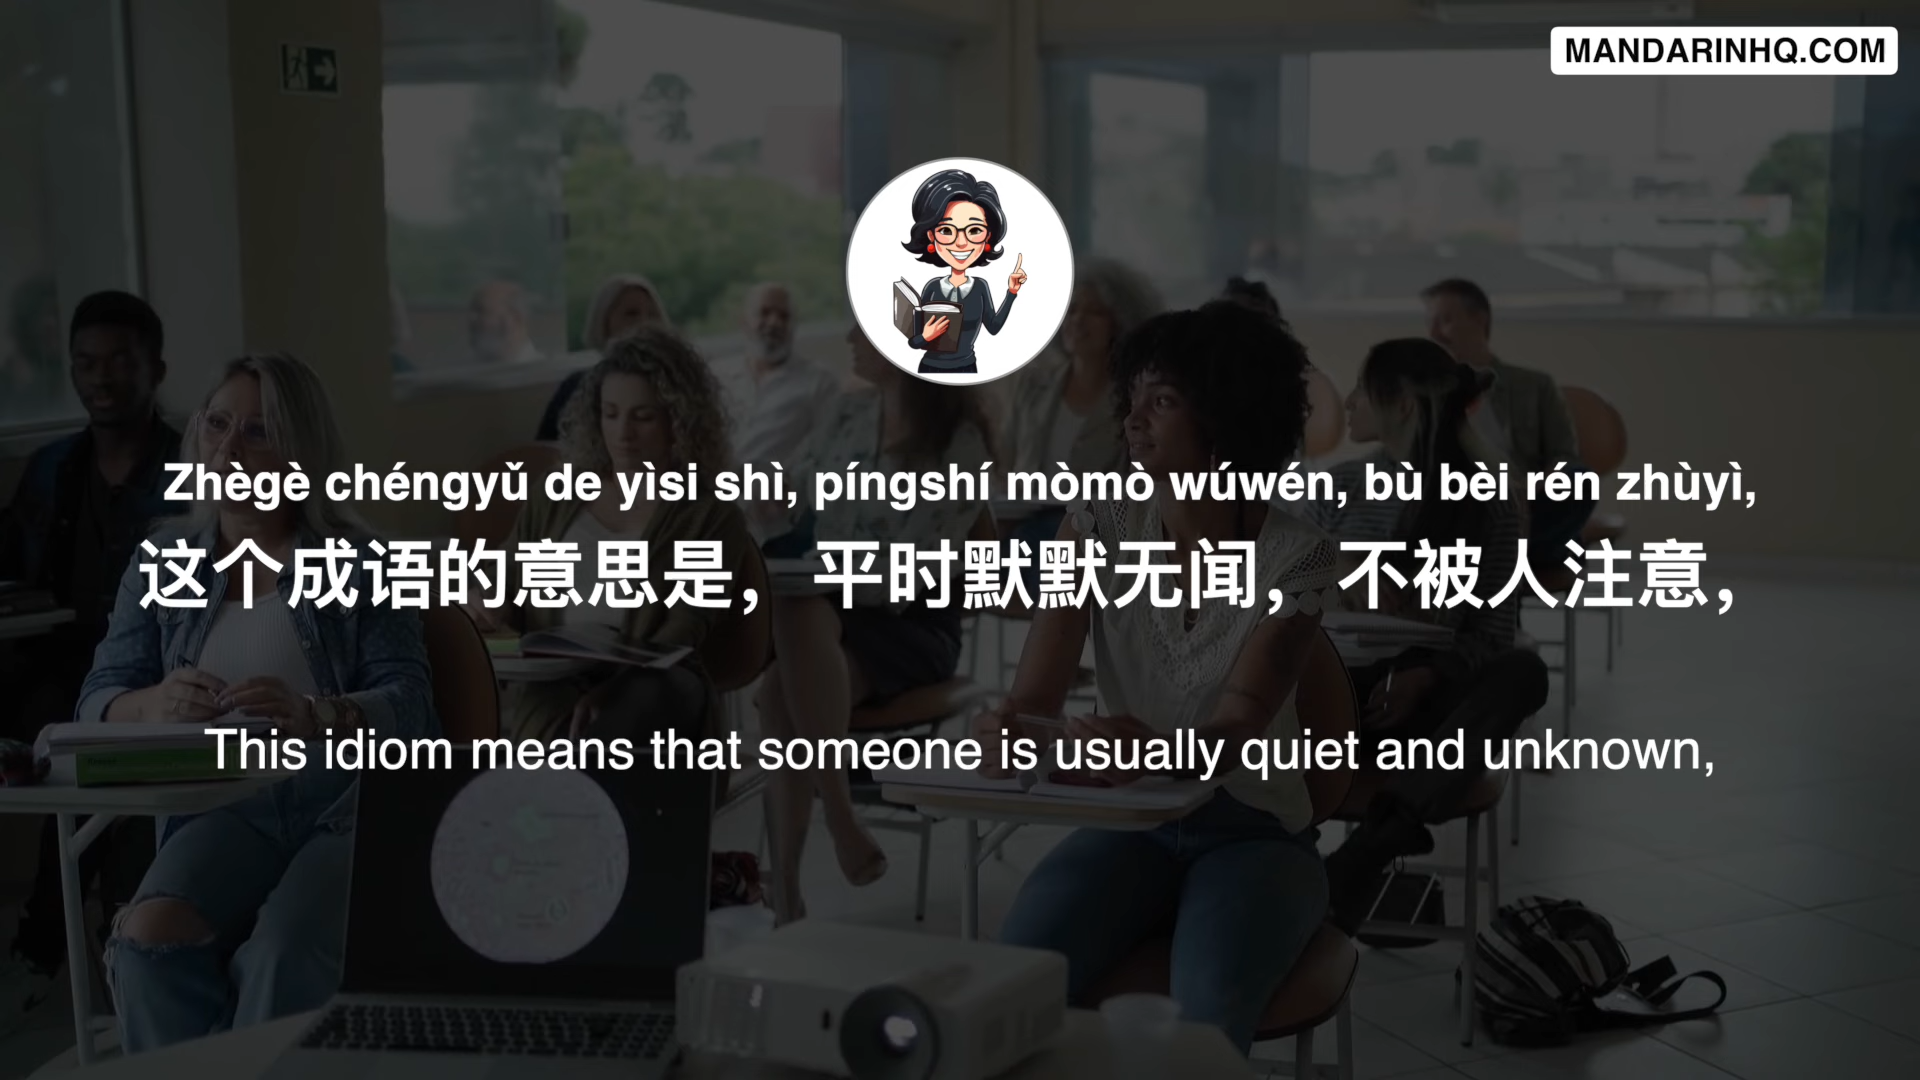 MANDARINHQ.COM
Zhègè chéngyǔ de yìsi shì, píngshí mòmò wúwén, bù bèi rén zhùyì,
这个成语的意思是，平时默默无闻，不被人注意，
This idiom means that someone is usually quiet and unknown,